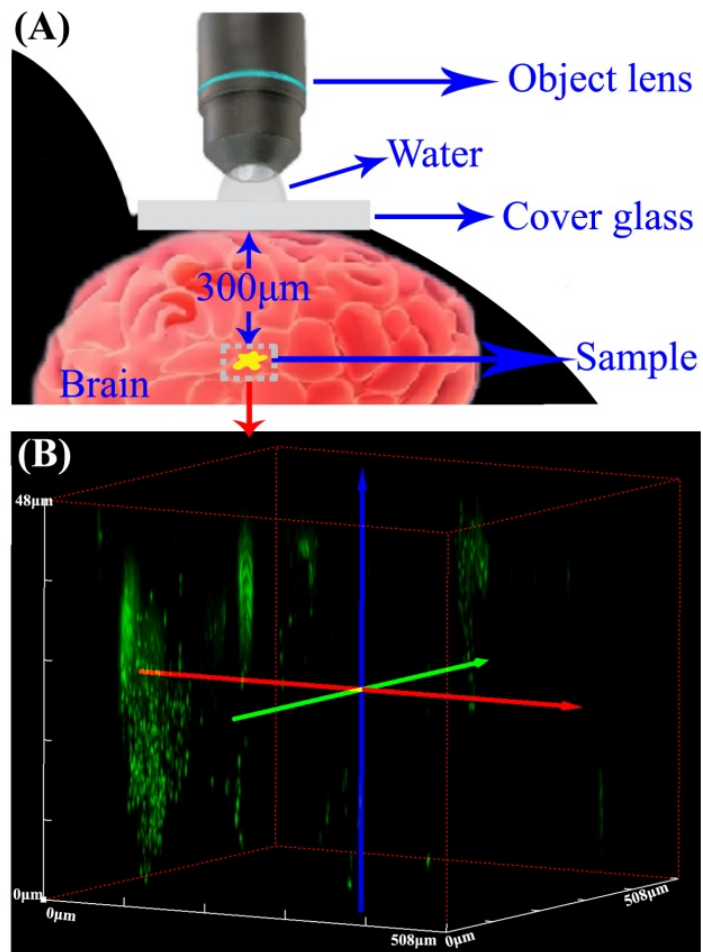 (A)
Object lens
Water
Cover glass
300μm
Sample
Brain
(B)
48μm
0μm
0μm
508μm
0μm
508μm